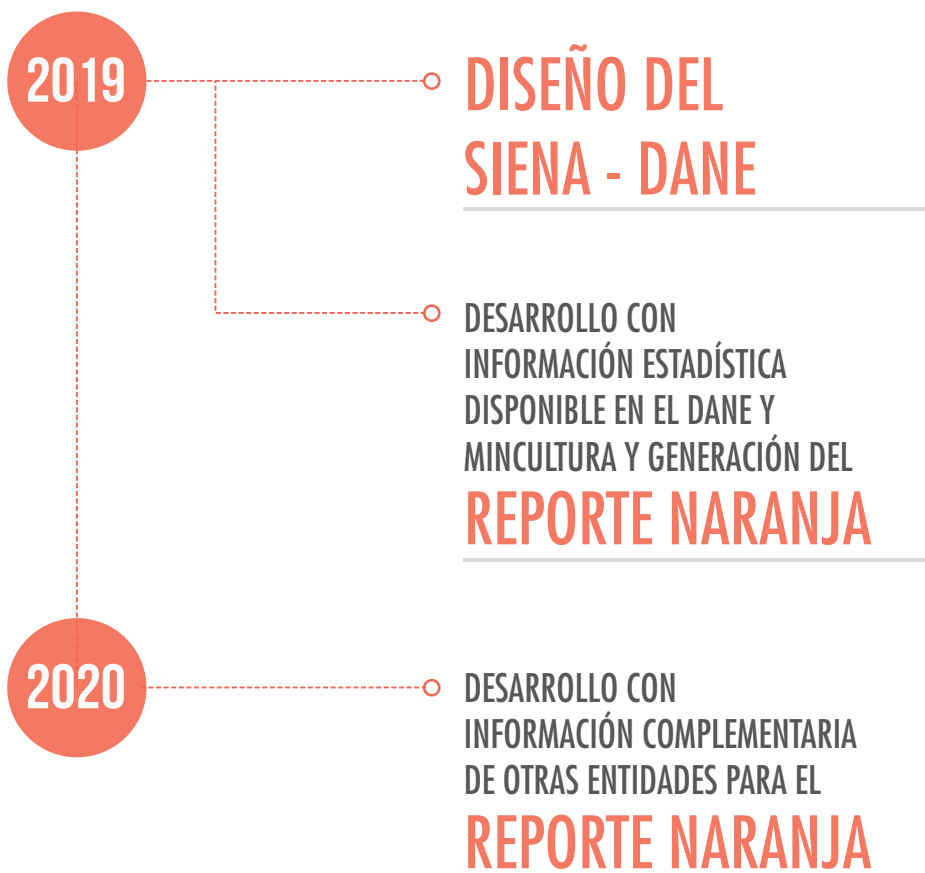 2019
DISEÑO DEL
SIENA - DANE
DESARROLLO CON
INFORMACIÓN ESTADÍSTICA
DISPONIBLE EN EL DANE Y
MINCULTURA Y GENERACIÓN DEL
REPORTE NARANJA
2020
DESARROLLO CON
INFORMACIÓN COMPLEMENTARIA
DE OTRAS ENTIDADES PARA EL
REPORTE NARANJA